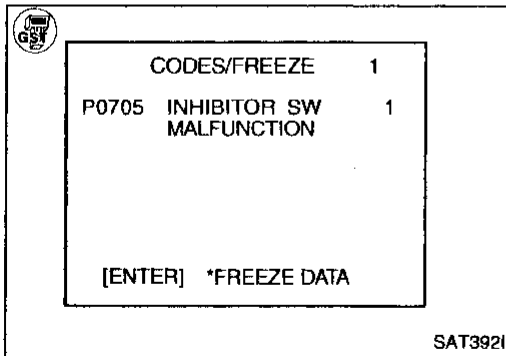 GST
CODES/FREEZE 1
P0705 INHIBITOR SW 1
MALFUNCTION
[ENTER] *FREEZE DATA
SAT392I